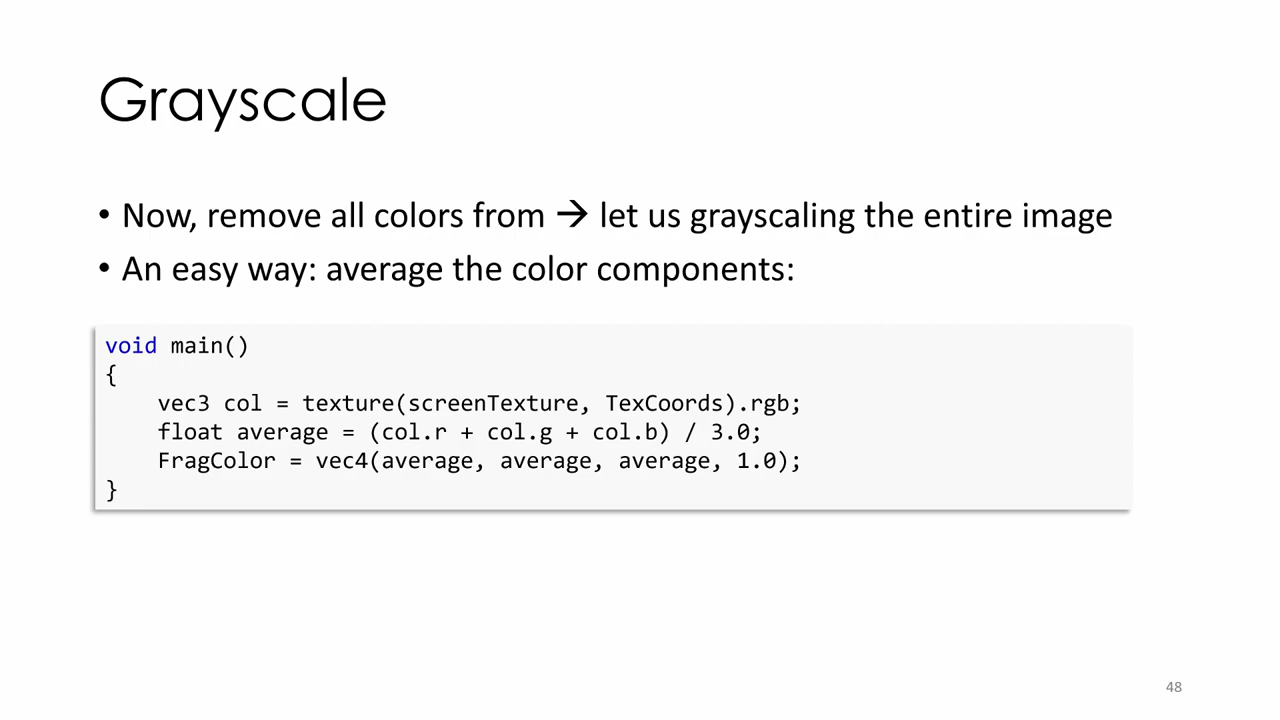 Grayscale
• Now, remove all colors from → let us grayscaling the entire image
• An easy way: average the color components:
void main()
{
    vec3 col = texture(screenTexture, TexCoords).rgb;
    float average = (col.r + col.g + col.b) / 3.0;
    FragColor = vec4(average, average, average, 1.0);
}
48